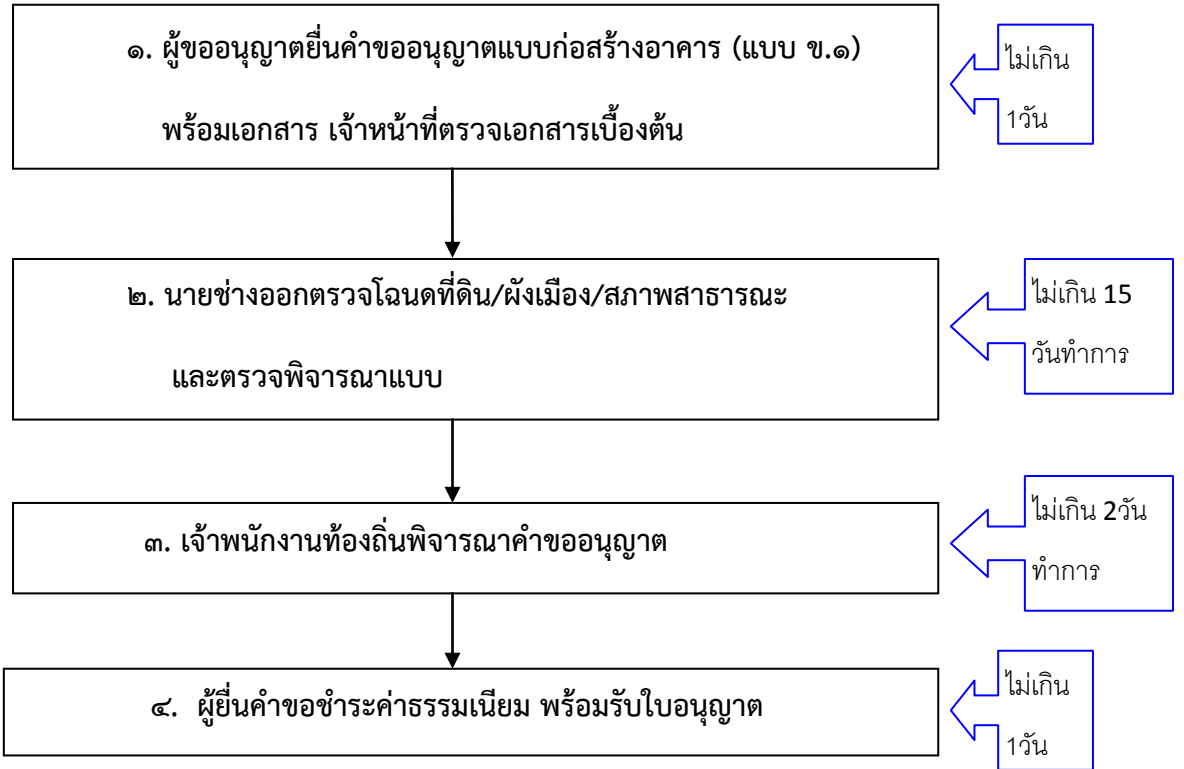 ๑. ผู้ขออนุญาตยื่นคำขออนุญาตแบบก่อสร้างอาคาร (แบบ ข.๑)
พร้อมเอกสาร เจ้าหน้าที่ตรวจเอกสารเบื้องต้น
ไม่เกิน
1วัน
๒. นายช่างออกตรวจโฉนดที่ดิน/ผังเมือง/สภาพสาธารณะ
และตรวจพิจารณาแบบ
ไม่เกิน 15
วันทำการ
๓. เจ้าพนักงานท้องถิ่นพิจารณาคำขออนุญาต
ไม่เกิน 2วัน
ทำการ
๔. ผู้ยื่นคำขอชำระค่าธรรมเนียม พร้อมรับใบอนุญาต
ไม่เกิน
1วัน